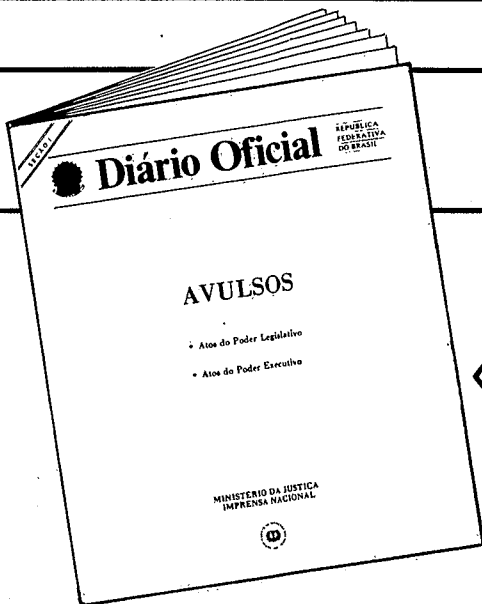 SEÇÃO I
Diário Oficial
REPÚBLICA
FEDERATIVA
DO BRASIL
AVULSOS
• Atos do Poder Legislativo
• Atos do Poder Executivo
MINISTÉRIO DA JUSTIÇA
IMPRENSA NACIONAL